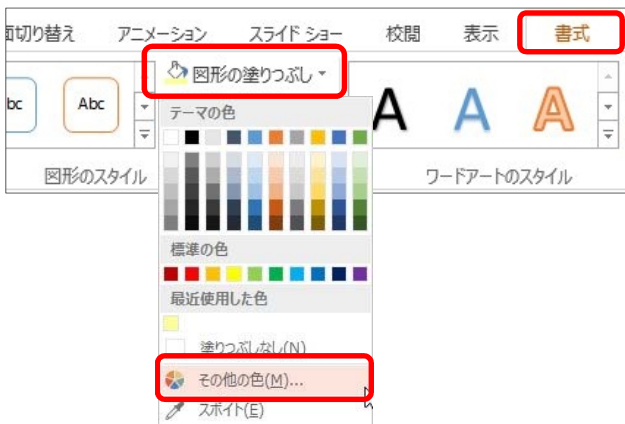 面切り替え アニメーション スライド ショー 校閲 表示 書式
図形の塗りつぶし
bc Abc A A A
テーマの色
図形のスタイル ワードアートのスタイル
標準の色
最近使用した色
塗りつぶしなし(N)
その他の色(M)...
スポイト(E)